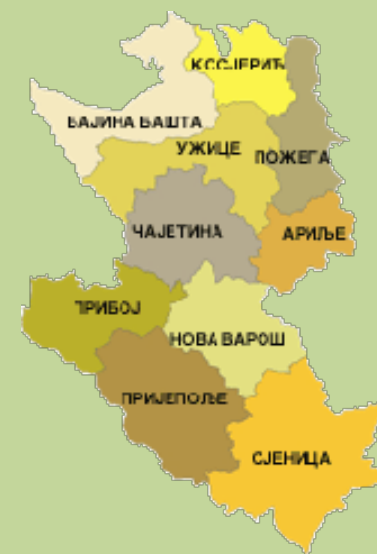 КОСЈЕРИЋ
БАЈИНА БАШТА
УЖИЦЕ
ПОЖЕГА
ЧАЈЕТИНА
АРИЉЕ
ПРИБОЈ
НОВА ВАРОШ
ПРИЈЕПОЉЕ
СЈЕНИЦА